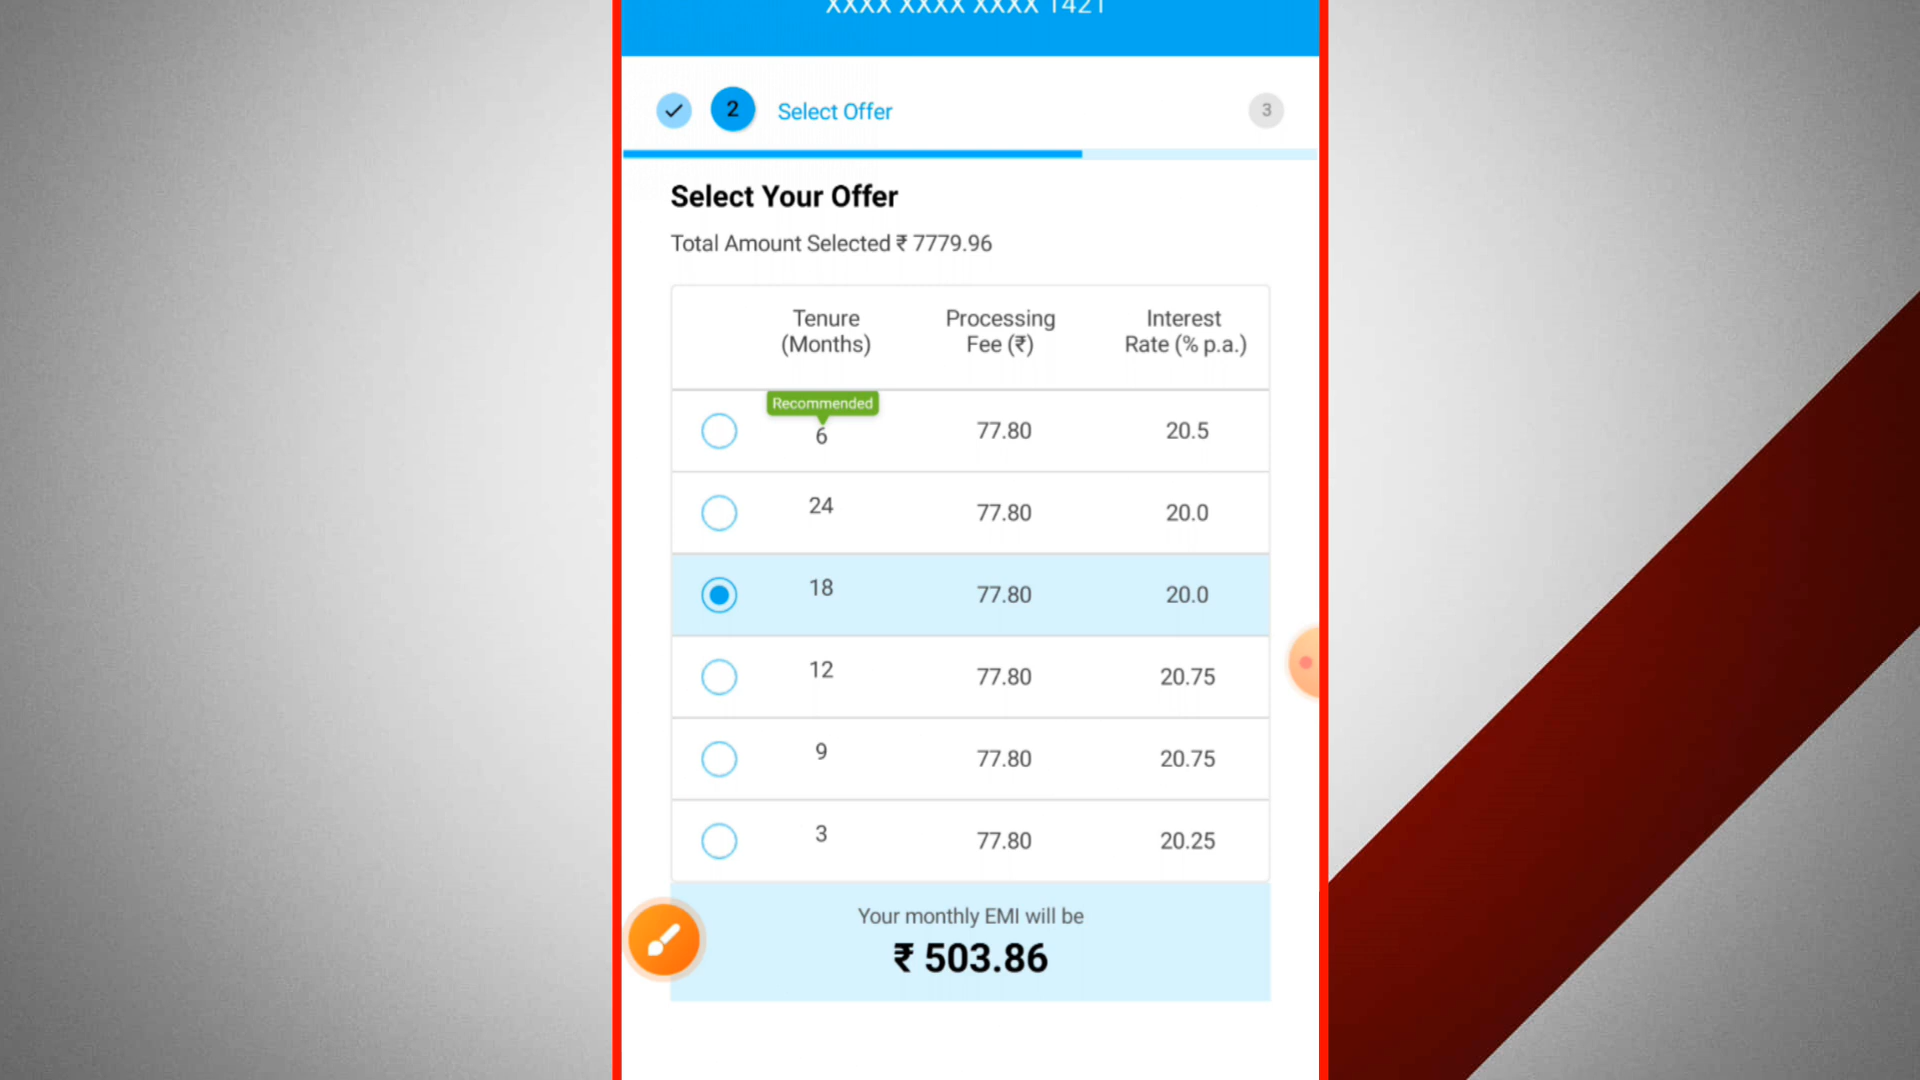 XXXX XXXX XXXX 1421
2 Select Offer 3
Select Your Offer
Total Amount Selected ₹ 7779.96
Tenure (Months) Processing Fee (₹) Interest Rate (% p.a.)
Recommended
6 77.80 20.5
24 77.80 20.0
18 77.80 20.0
12 77.80 20.75
9 77.80 20.75
3 77.80 20.25
Your monthly EMI will be
₹ 503.86